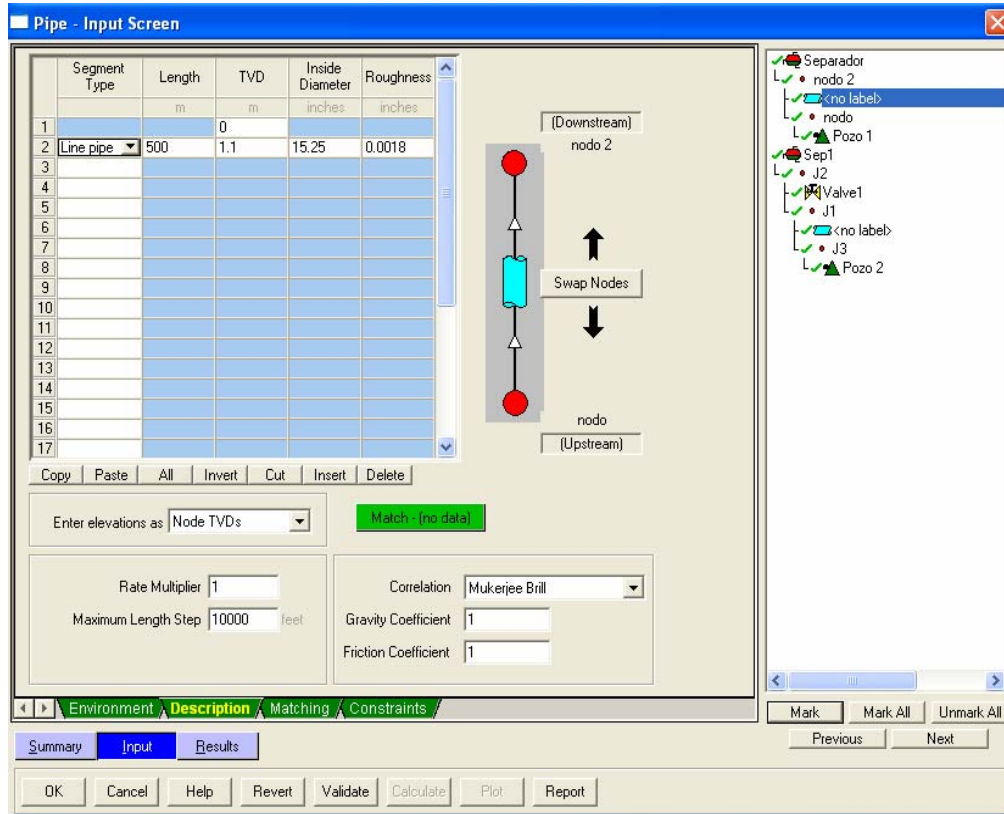 Pipe - Input Screen
Segment Type Length TVD Inside Diameter Roughness
m m inches inches
1 0
2 Line pipe 500 1.1 15.25 0.0018
3
4
5
6
7
8
9
10
11
12
13
14
15
16
17
Copy Paste All Invert Cut Insert Delete
(Downstream)
nodo 2
Swap Nodes
nodo
(Upstream)
Enter elevations as Node TVDs
Match - (no data)
Rate Multiplier 1
Maximum Length Step 10000 feet
Correlation Mukerjee Brill
Gravity Coefficient 1
Friction Coefficient 1
Environment Description Matching Constraints
Summary Input Results
OK Cancel Help Revert Validate Calculate Plot Report
Separador
nodo 2
<no label>
nodo
Pozo 1
Sep1
J2
Valve1
J1
<no label>
J3
Pozo 2
Mark Mark All Unmark All
Previous Next